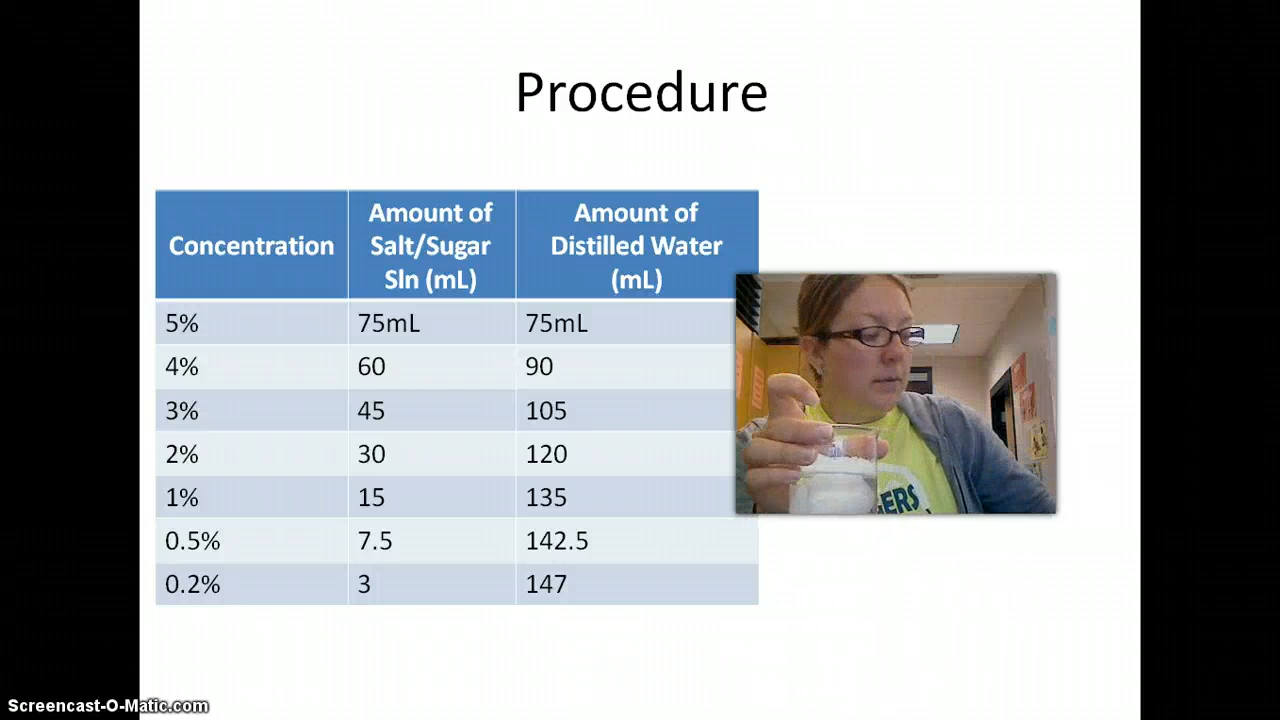 Procedure
Concentration
Amount of
Salt/Sugar
Sln (mL)
Amount of
Distilled Water
(mL)
5% 75mL 75mL
4% 60 90
3% 45 105
2% 30 120
1% 15 135
0.5% 7.5 142.5
0.2% 3 147
Screencast-O-Matic.com